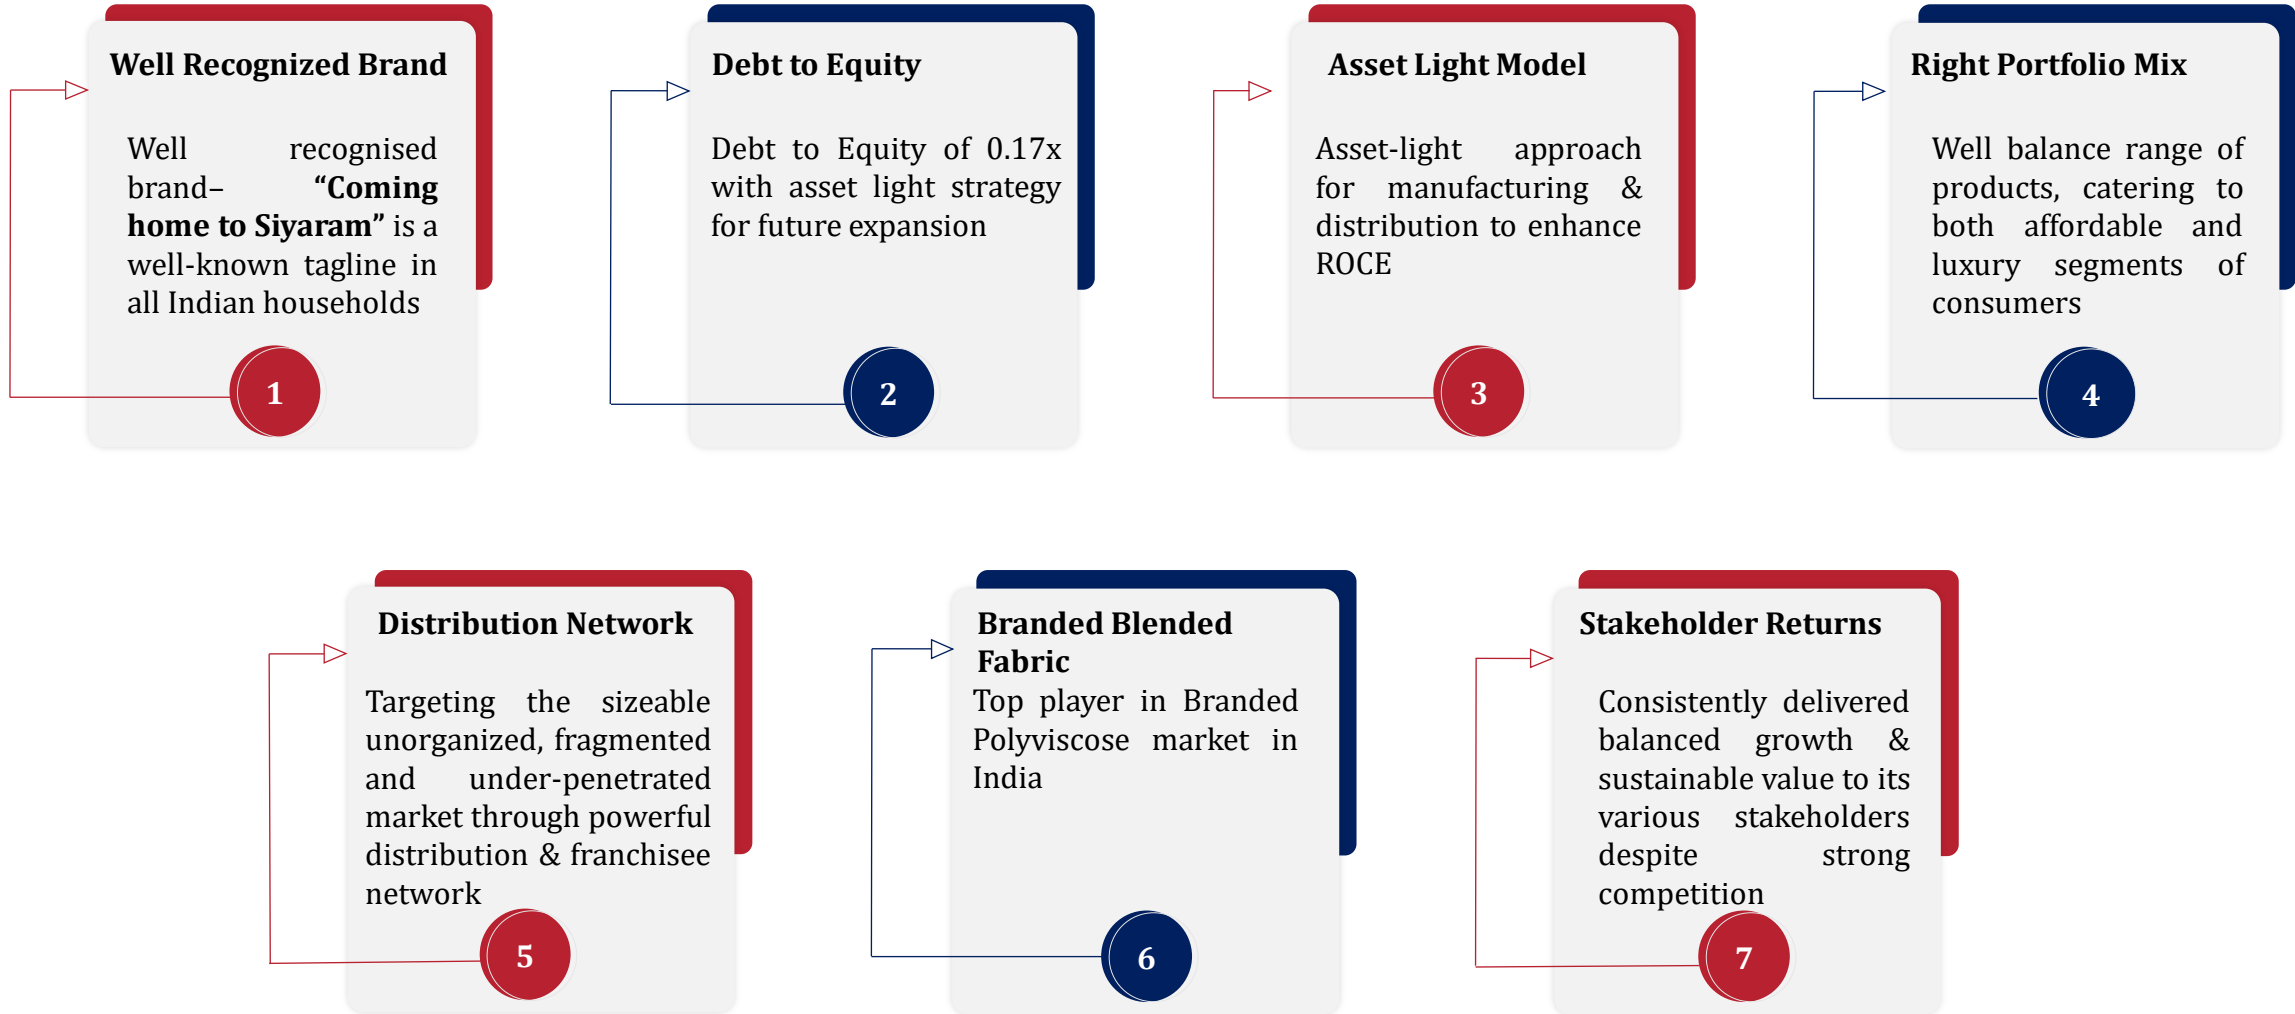 Well Recognized Brand
Well recognised
brand– “Coming
home to Siyaram” is a
well-known tagline in
all Indian households
1
Debt to Equity
Debt to Equity of 0.17x
with asset light strategy
for future expansion
2
Asset Light Model
Asset-light approach
for manufacturing &
distribution to enhance
ROCE
3
Right Portfolio Mix
Well balance range of
products, catering to
both affordable and
luxury segments of
consumers
4
Distribution Network
Targeting the sizeable
unorganized, fragmented
and under-penetrated
market through powerful
distribution & franchisee
network
5
Branded Blended
Fabric
Top player in Branded
Polyviscose market in
India
6
Stakeholder Returns
Consistently delivered
balanced growth &
sustainable value to its
various stakeholders
despite strong
competition
7